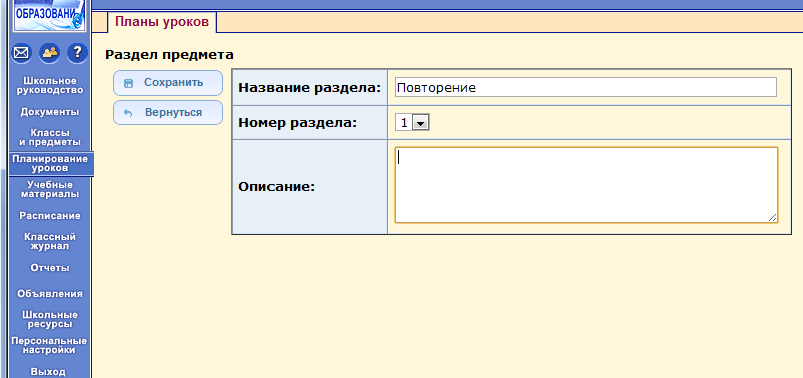 ОБРАЗОВАНИ
Планы уроков
?
Школьное
руководство
Документы
Классы
и предметы
Планирование
уроков
Учебные
материалы
Расписание
Классный
журнал
Отчеты
Объявления
Школьные
ресурсы
Персональные
настройки
Выход
Раздел предмета
Сохранить
Вернуться
Название раздела: Повторение
Номер раздела: 1
Описание: